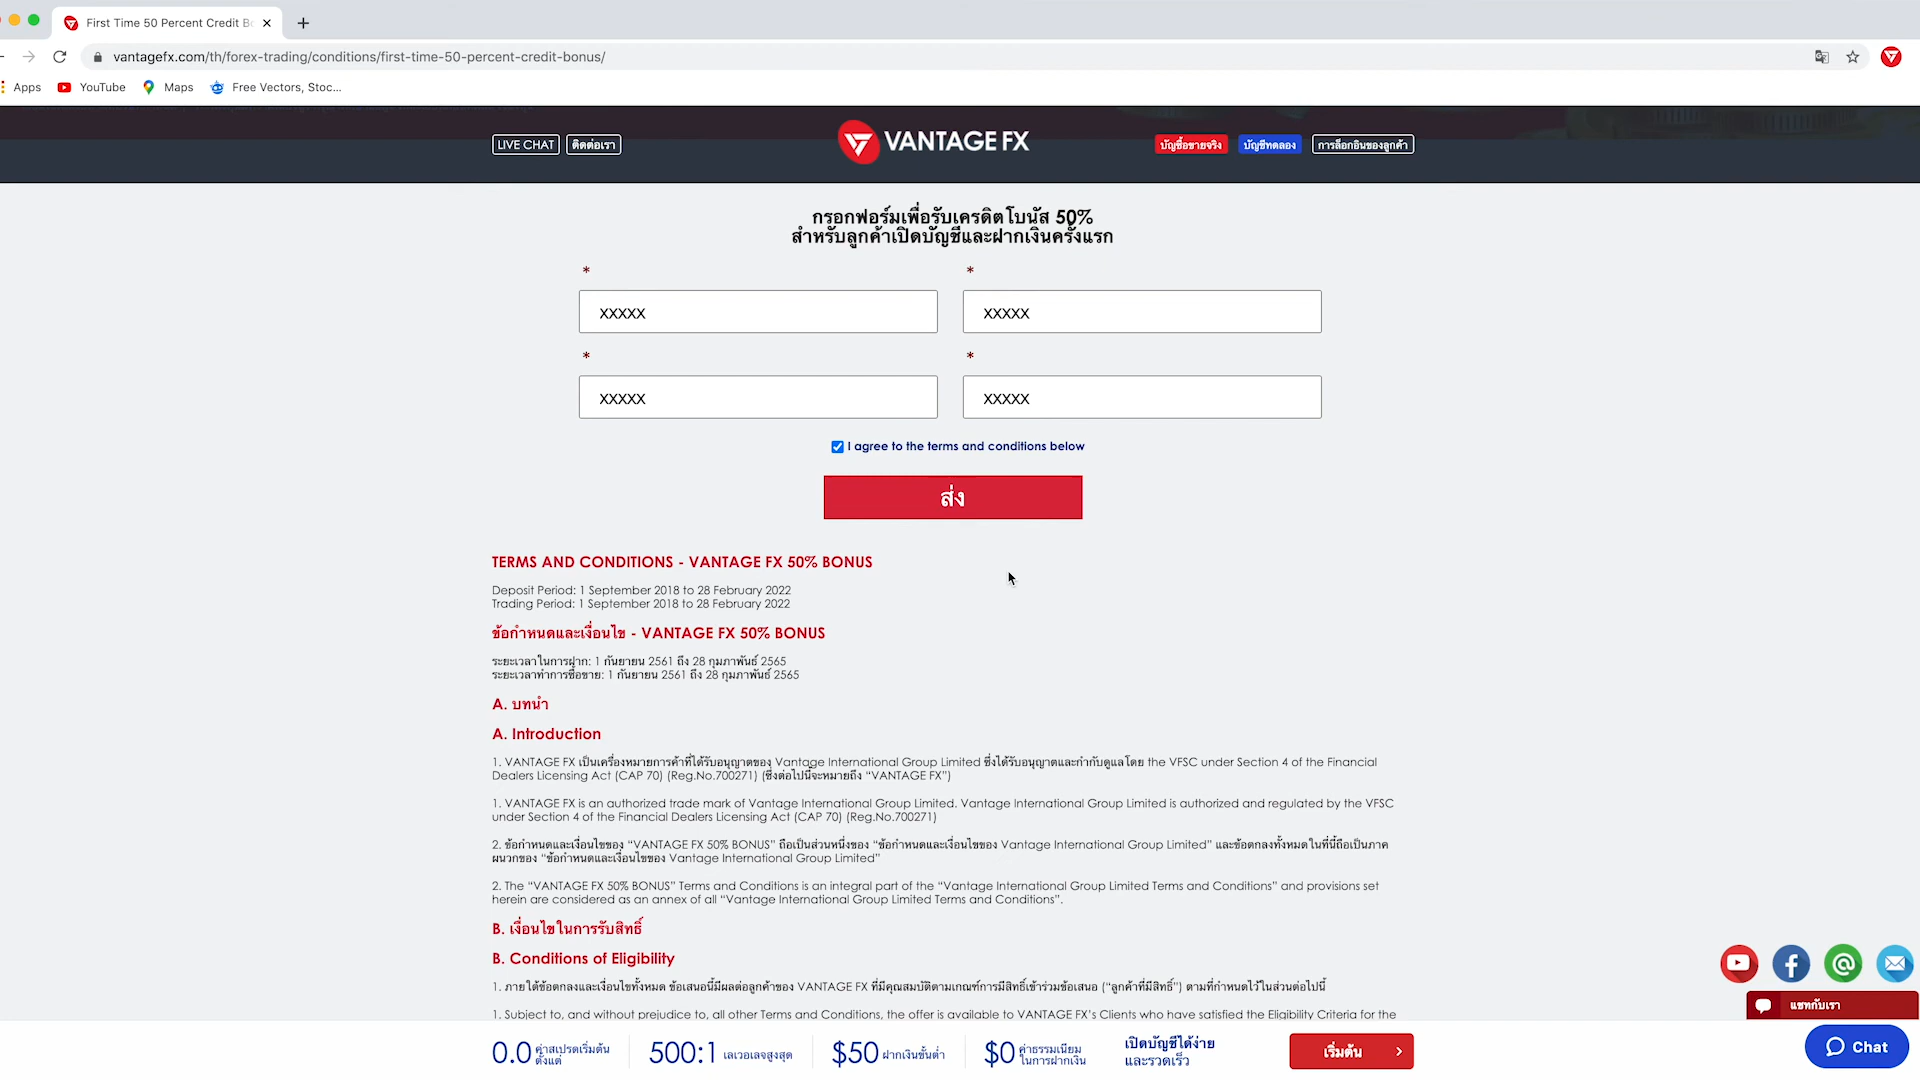 First Time 50 Percent Credit B
vantagefx.com/th/forex-trading/conditions/first-time-50-percent-credit-bonus/
Apps YouTube Maps Free Vectors, Stoc...
LIVE CHAT ติดต่อเรา VANTAGE FX บัญชีซื้อขายจริง บัญชีทดลอง การล็อกอินของลูกค้า
กรอกฟอร์มเพื่อรับเครดิตโบนัส 50%
สำหรับลูกค้าเปิดบัญชีและฝากเงินครั้งแรก
* *
XXXXX XXXXX
* *
XXXXX XXXXX
I agree to the terms and conditions below
ส่ง
TERMS AND CONDITIONS - VANTAGE FX 50% BONUS
Deposit Period: 1 September 2018 to 28 February 2022
Trading Period: 1 September 2018 to 28 February 2022
ข้อกำหนดและเงื่อนไข - VANTAGE FX 50% BONUS
ระยะเวลาในการฝาก: 1 กันยายน 2561 ถึง 28 กุมภาพันธ์ 2565
ระยะเวลาทำการซื้อขาย: 1 กันยายน 2561 ถึง 28 กุมภาพันธ์ 2565
A. บทนำ
A. Introduction
1. VANTAGE FX เป็นเครื่องหมายการค้าที่ได้รับอนุญาตของ Vantage International Group Limited ซึ่งได้รับอนุญาตและกำกับดูแลโดย the VFSC under Section 4 of the Financial
Dealers Licensing Act (CAP 70) (Reg.No.700271) (ซึ่งต่อไปนี้จะหมายถึง “VANTAGE FX”)
1. VANTAGE FX is an authorized trade mark of Vantage International Group Limited. Vantage International Group Limited is authorized and regulated by the VFSC
under Section 4 of the Financial Dealers Licensing Act (CAP 70) (Reg.No.700271)
2. ข้อกำหนดและเงื่อนไขของ “VANTAGE FX 50% BONUS” ถือเป็นส่วนหนึ่งของ “ข้อกำหนดและเงื่อนไขของ Vantage International Group Limited” และข้อตกลงทั้งหมดในที่นี้ถือเป็นภาค
ผนวกของ “ข้อกำหนดและเงื่อนไขของ Vantage International Group Limited”
2. The “VANTAGE FX 50% BONUS” Terms and Conditions is an integral part of the “Vantage International Group Limited Terms and Conditions” and provisions set
herein are considered as an annex of all “Vantage International Group Limited Terms and Conditions”.
B. เงื่อนไขในการรับสิทธิ์
B. Conditions of Eligibility
1. ภายใต้ข้อตกลงและเงื่อนไขทั้งหมด ข้อเสนอนี้มีผลต่อลูกค้าของ VANTAGE FX ที่มีคุณสมบัติตามเกณฑ์การมีสิทธิ์เข้าร่วมข้อเสนอ (“ลูกค้าที่มีสิทธิ์”) ตามที่กำหนดไว้ในส่วนต่อไปนี้
1. Subject to, and without prejudice to, all other Terms and Conditions, the offer is available to VANTAGE FX's Clients who have satisfied the Eligibility Criteria for the
แชทกับเรา
0.0 ค่าสเปรดเริ่มต้น ตั้งแต่ 500:1 เลเวอเลจสูงสุด $50 ฝากเงินขั้นต่ำ $0 ค่าธรรมเนียม ในการฝากเงิน เปิดบัญชีได้ง่าย และรวดเร็ว เริ่มต้น
Chat